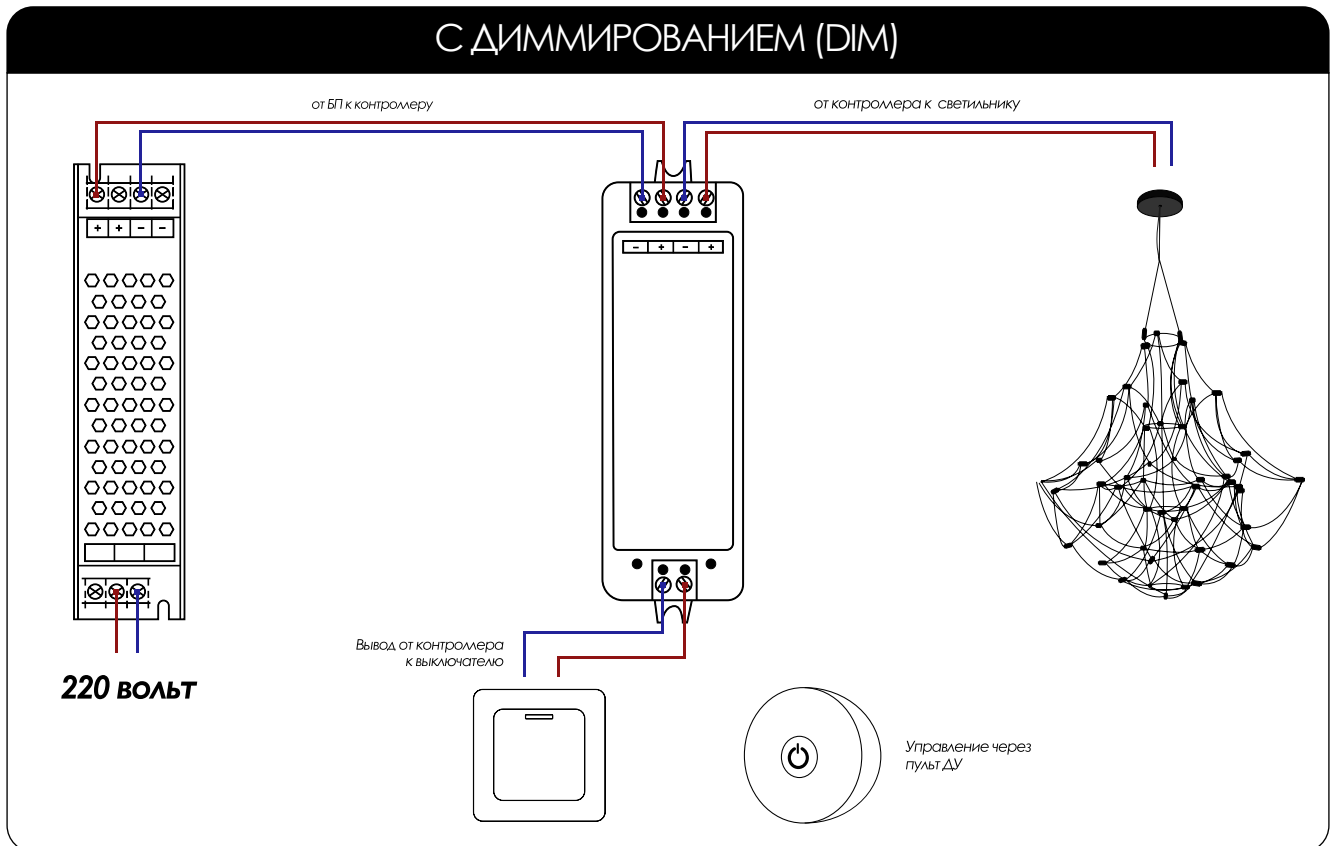 С ДИММИРОВАНИЕМ (DIM)
от БП к контроллеру
от контроллера к светильнику
+ + − −
− + − +
Вывод от контроллера
к выключателю
220 вольт
Управление через
пульт ДУ